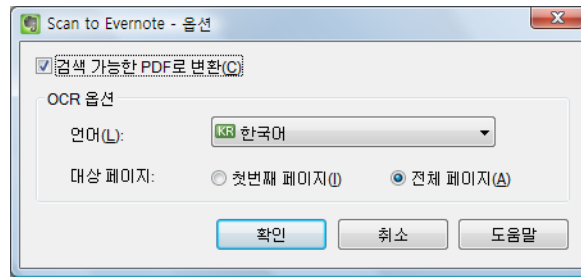 Scan to Evernote - 옵션
검색 가능한 PDF로 변환(C)
OCR 옵션
언어(L): KR 한국어
대상 페이지: 첫번째 페이지(I) 전체 페이지(A)
확인 취소 도움말